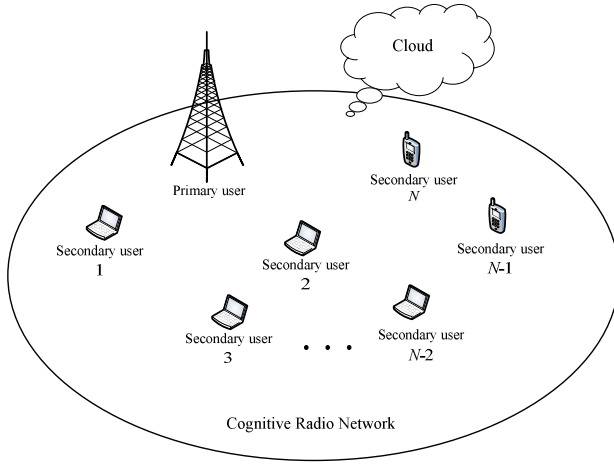 Cloud
Primary user
Secondary user
N
Secondary user
1
Secondary user
2
Secondary user
N-1
Secondary user
3
. . .
Secondary user
N-2
Cognitive Radio Network